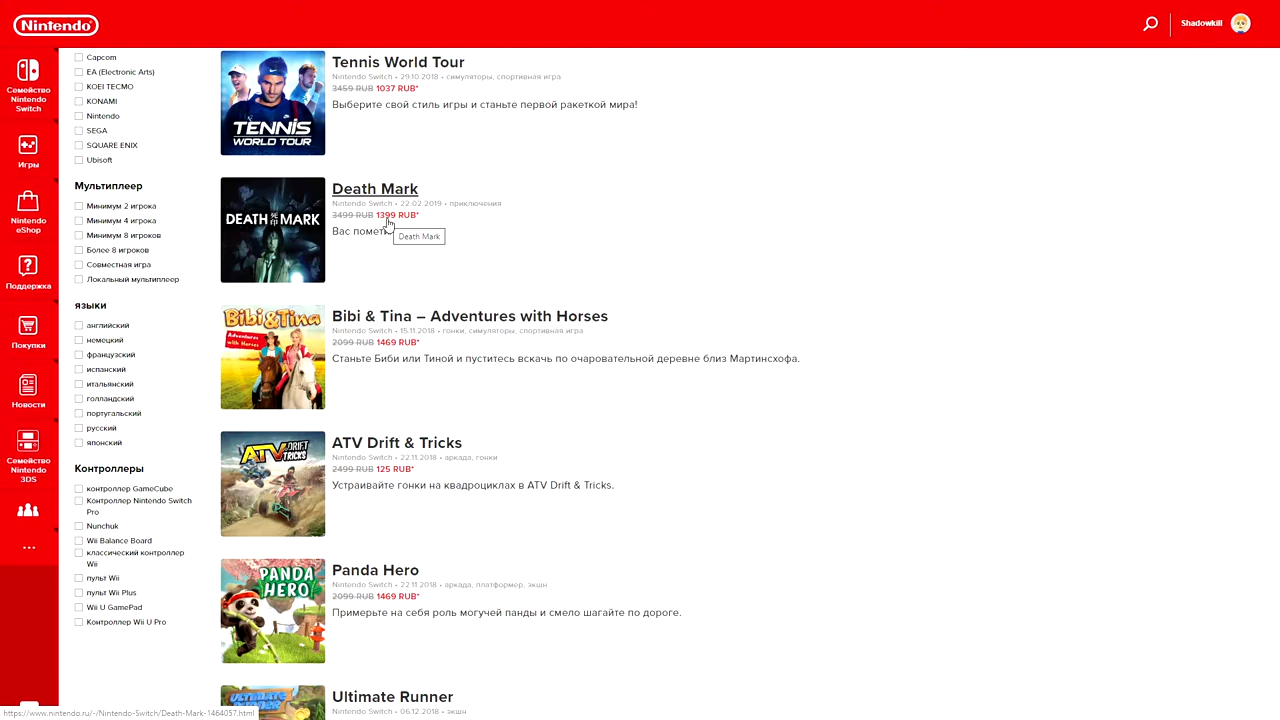 Nintendo
Shadowkill
Семейство
Nintendo
Switch
Игры
Nintendo
eShop
Поддержка
Покупки
Новости
Семейство
Nintendo
3DS
...
Capcom
EA (Electronic Arts)
KOEI TECMO
KONAMI
Nintendo
SEGA
SQUARE ENIX
Ubisoft
Мультиплеер
Минимум 2 игрока
Минимум 4 игрока
Минимум 8 игроков
Более 8 игроков
Совместная игра
Локальный мультиплеер
языки
английский
немецкий
французский
испанский
итальянский
голландский
португальский
русский
японский
Контроллеры
контроллер GameCube
Контроллер Nintendo Switch
Pro
Nunchuk
Wii Balance Board
классический контроллер
Wii
пульт Wii
пульт Wii Plus
Wii U GamePad
Контроллер Wii U Pro
TENNIS
WORLD TOUR
Tennis World Tour
Nintendo Switch • 29.10.2018 • симуляторы, спортивная игра
3459 RUB 1037 RUB*
Выберите свой стиль игры и станьте первой ракеткой мира!
DEATH MARK
Death Mark
Nintendo Switch • 22.02.2019 • приключения
3499 RUB 1399 RUB*
Вас
Death Mark
Bibi & Tina
Adventures
with Horses
Bibi & Tina – Adventures with Horses
Nintendo Switch • 15.11.2018 • гонки, симуляторы, спортивная игра
2099 RUB 1469 RUB*
Станьте Биби или Тиной и пуститесь вскачь по очаровательной деревне близ Мартинсхофа.
ATV DRIFT &
TRICKS
ATV Drift & Tricks
Nintendo Switch • 22.11.2018 • аркада, гонки
2499 RUB 125 RUB*
Устраивайте гонки на квадроциклах в ATV Drift & Tricks.
PANDA
HERO
Panda Hero
Nintendo Switch • 22.11.2018 • аркада, платформер, экшн
2099 RUB 1469 RUB*
Примерьте на себя роль могучей панды и смело шагайте по дороге.
ULTIMATE
Ultimate Runner
Nintendo Switch • 06.12.2018 • экшн
https://www.nintendo.ru/-/Nintendo-Switch/Death-Mark-1464057.html